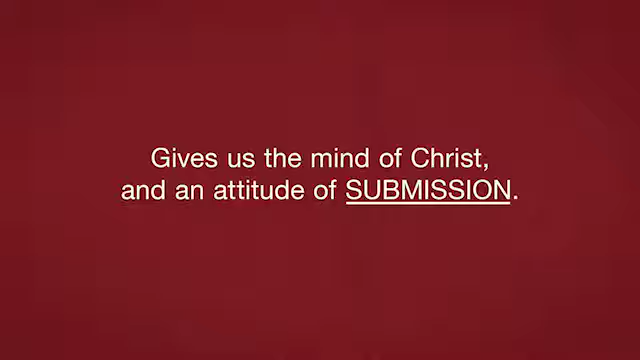 Gives us the mind of Christ,
and an attitude of SUBMISSION.